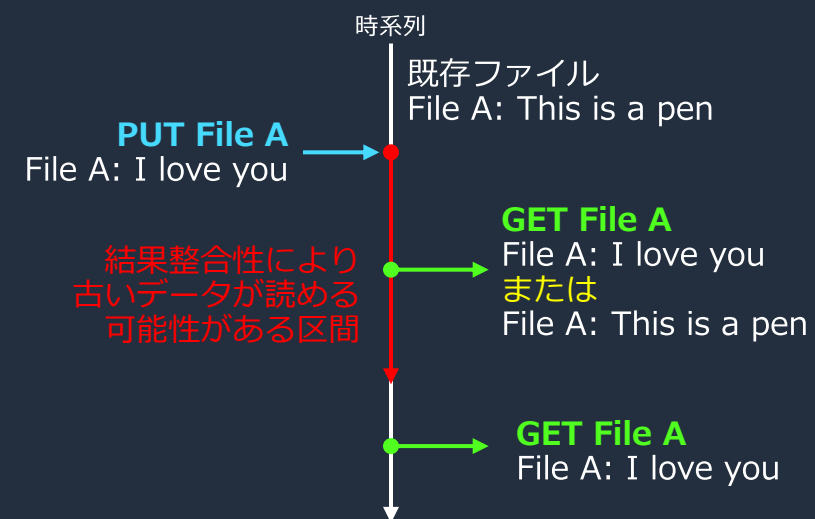 時系列
既存ファイル
File A: This is a pen
PUT File A
File A: I love you
GET File A
File A: I love you
または
File A: This is a pen
結果整合性により
古いデータが読める
可能性がある区間
GET File A
File A: I love you